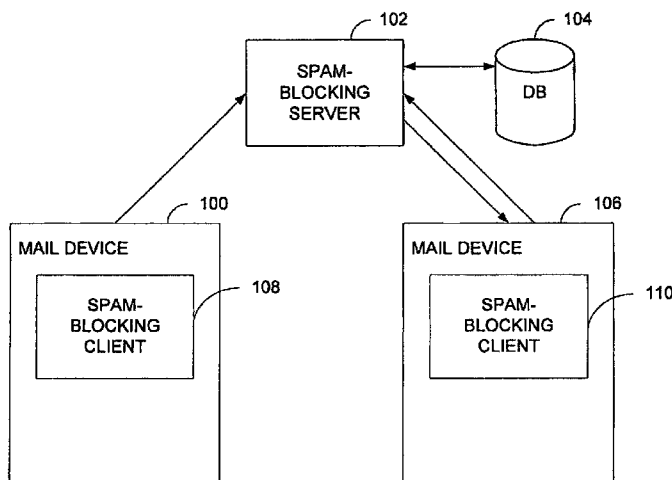 102
104
SPAM-
BLOCKING
SERVER
DB
100
106
MAIL DEVICE
MAIL DEVICE
SPAM-
BLOCKING
CLIENT
108
SPAM-
BLOCKING
CLIENT
110